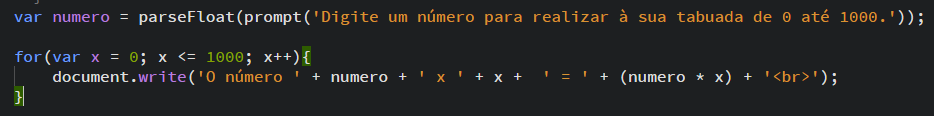 var numero = parseFloat(prompt('Digite um número para realizar à sua tabuada de 0 até 1000.'));
for(var x = 0; x <= 1000; x++){
document.write('O número ' + numero + ' x ' + x +  ' = ' + (numero * x) + '<br>');
}